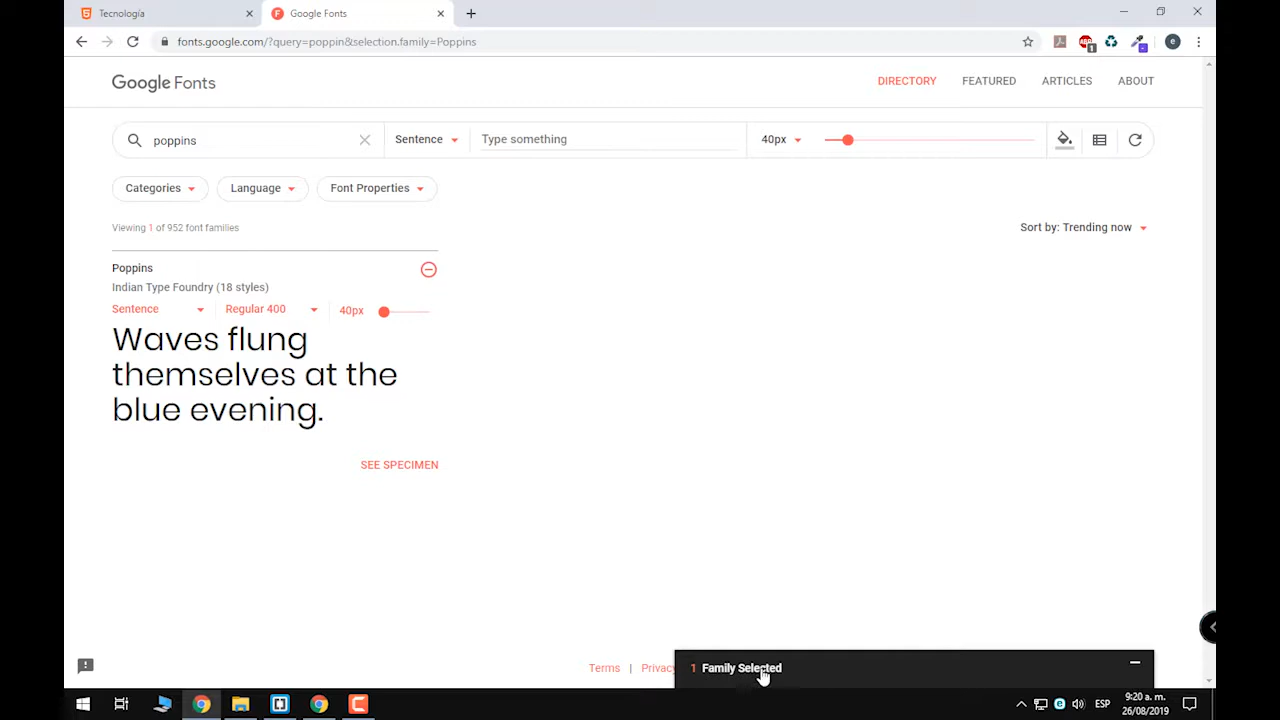 Tecnología
Google Fonts
fonts.google.com/?query=poppin&selection.family=Poppins
Google Fonts
DIRECTORY
FEATURED
ARTICLES
ABOUT
poppins
Sentence
Type something
40px
Categories
Language
Font Properties
Viewing 1 of 952 font families
Sort by: Trending now
Poppins
Indian Type Foundry (18 styles)
Sentence
Regular 400
40px
Waves flung
themselves at the
blue evening.
SEE SPECIMEN
Terms | Privacy
1 Family Selected
ESP
9:20 a. m.
26/08/2019